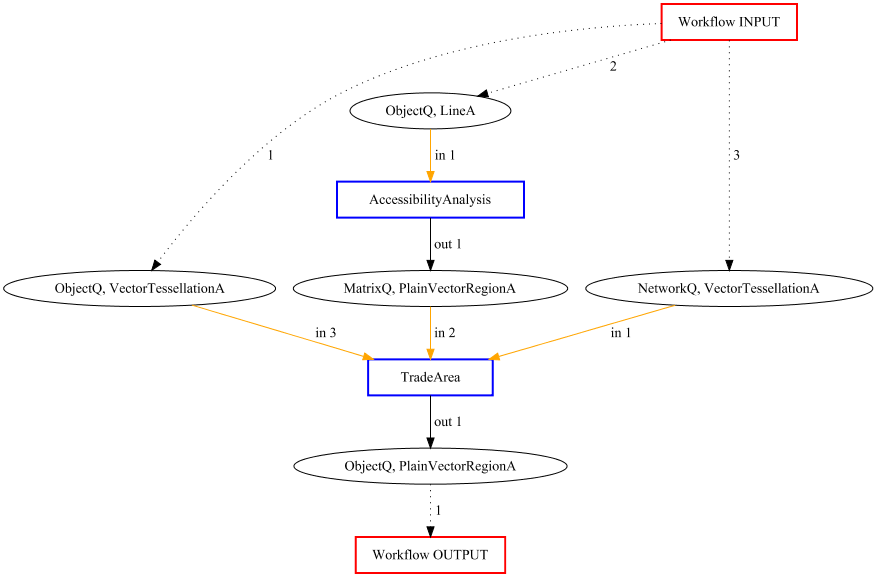 Workflow INPUT
2
ObjectQ, LineA
1
in 1
3
AccessibilityAnalysis
out 1
ObjectQ, VectorTessellationA
MatrixQ, PlainVectorRegionA
NetworkQ, VectorTessellationA
in 3
in 2
in 1
TradeArea
out 1
ObjectQ, PlainVectorRegionA
1
Workflow OUTPUT